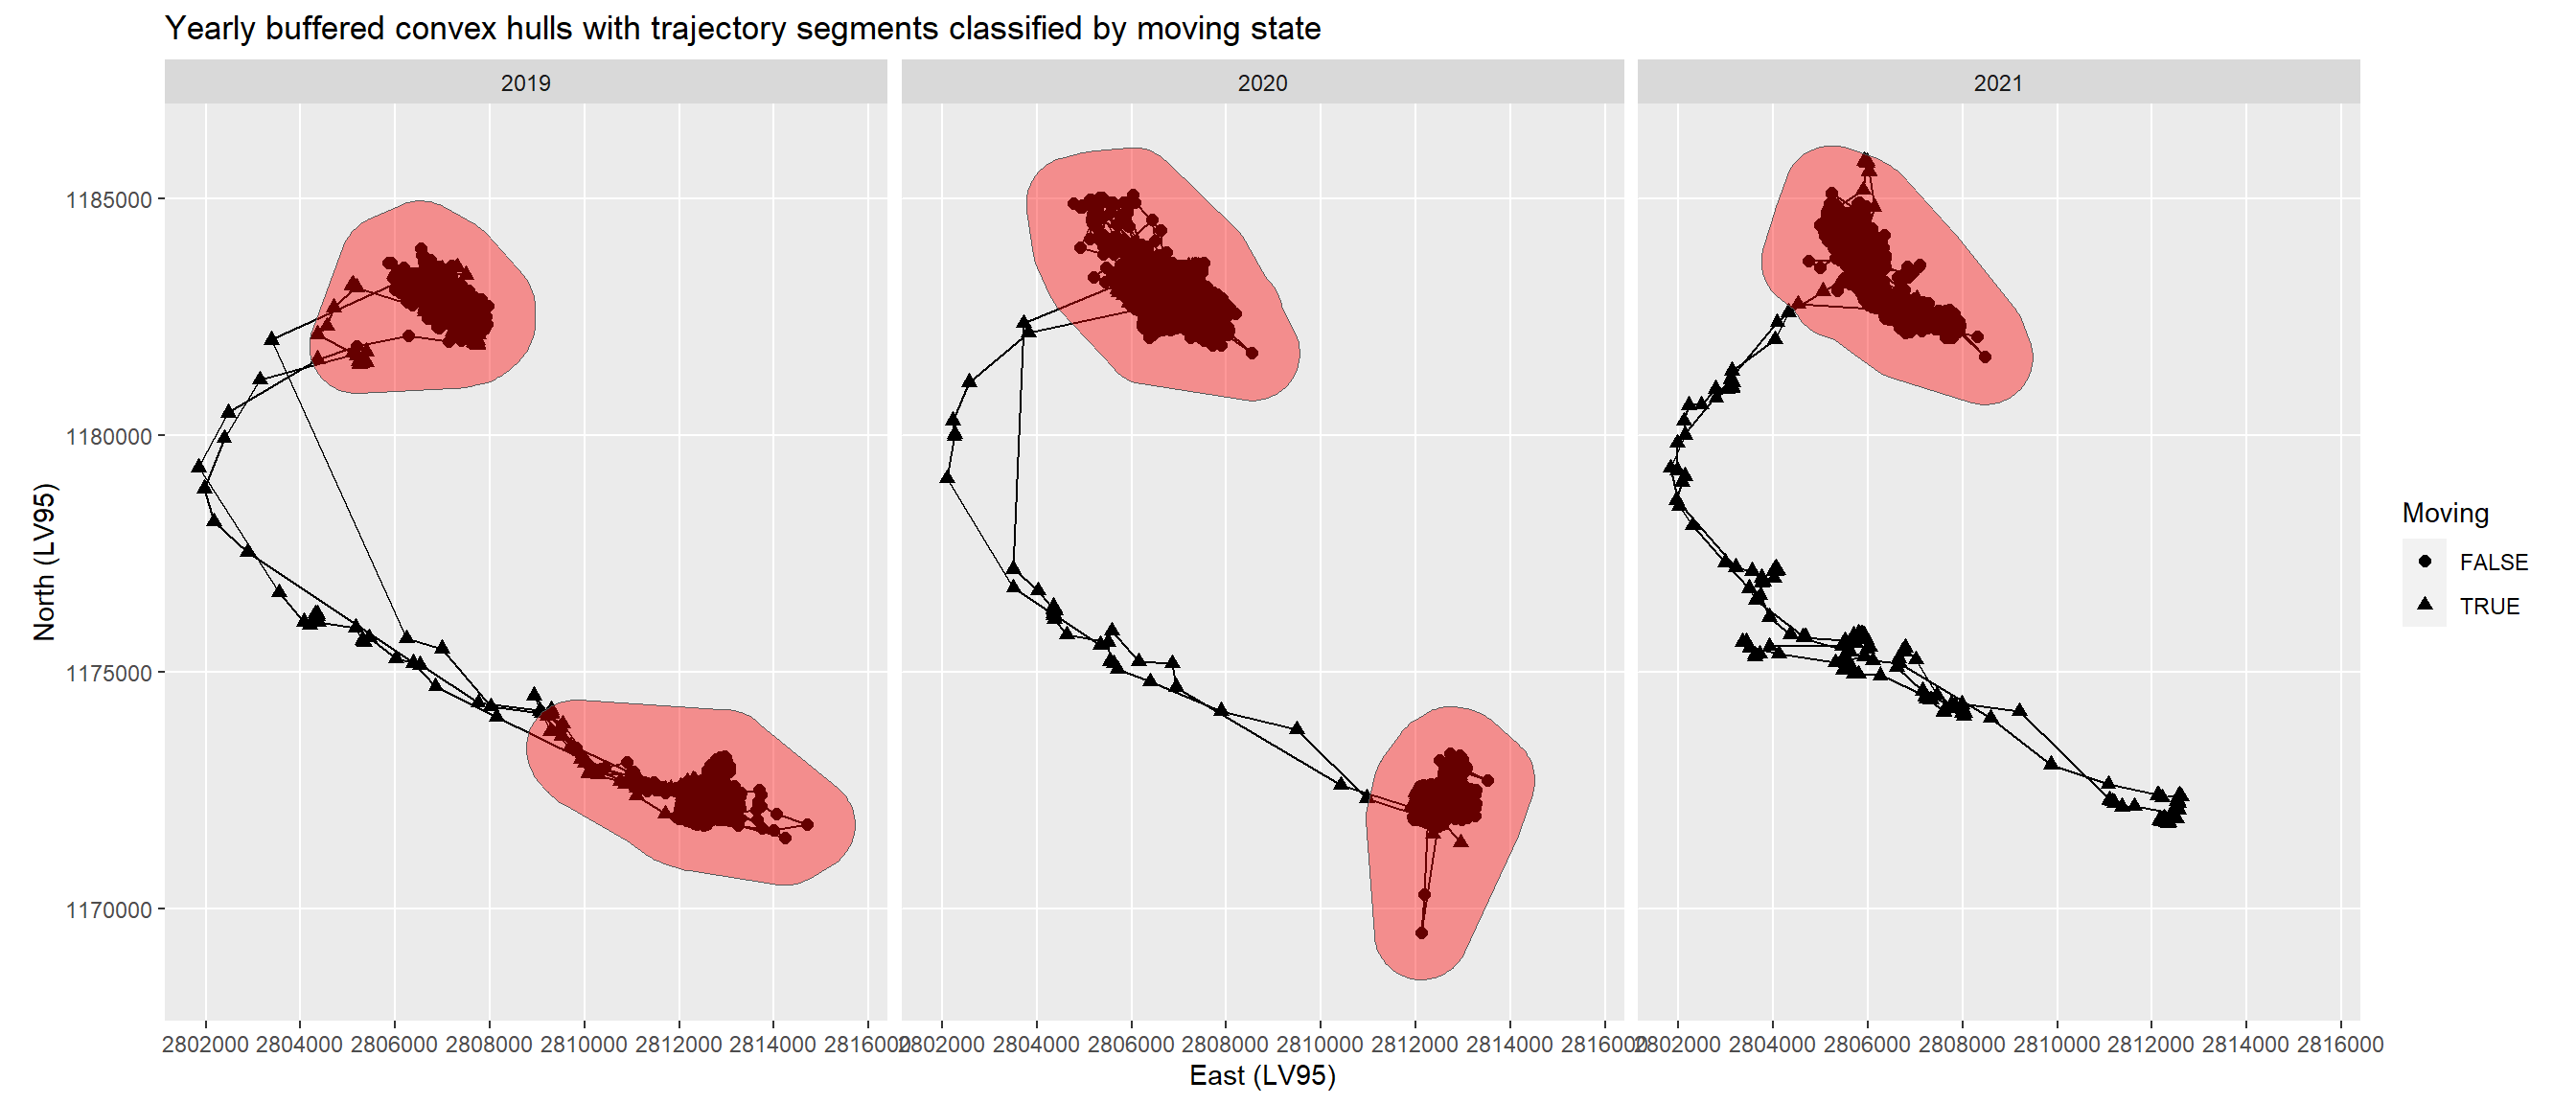 Yearly buffered convex hulls with trajectory segments classified by moving state
2019 2020 2021
1185000
1180000
1175000
1170000
North (LV95)
2802000 2804000 2806000 2808000 2810000 2812000 2814000 2816000 2802000 2804000 2806000 2808000 2810000 2812000 2814000 2816000 2802000 2804000 2806000 2808000 2810000 2812000 2814000 2816000
East (LV95)
Moving
FALSE
TRUE